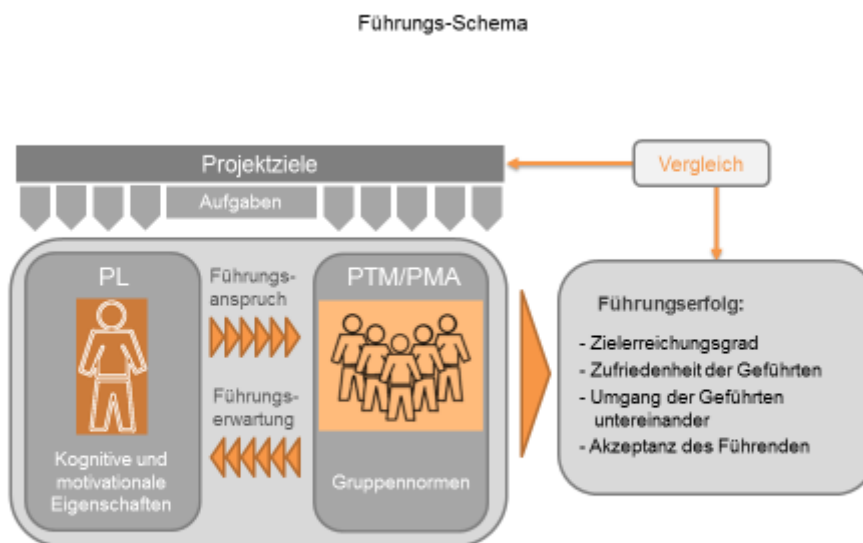 Führungs-Schema
Projektziele
Vergleich
Aufgaben
PL
Führungs-
anspruch
PTM/PMA
Führungs-
erwartung
Kognitive und
motivationale
Eigenschaften
Gruppennormen
Führungserfolg:
- Zielerreichungsgrad
- Zufriedenheit der Geführten
- Umgang der Geführten
untereinander
- Akzeptanz des Führenden